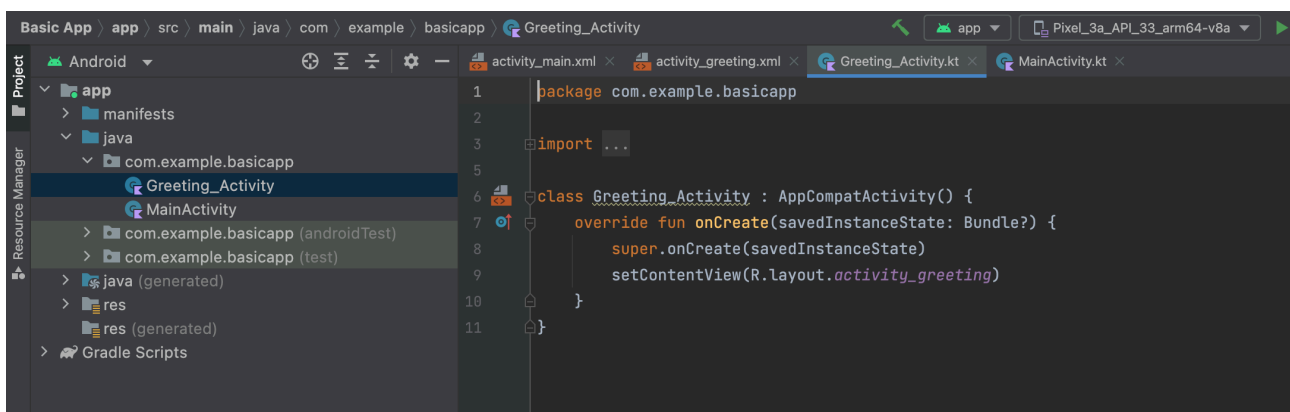 Basic App > app > src > main > java > com > example > basicapp > Greeting_Activity
app
Pixel_3a_API_33_arm64-v8a
Project
Resource Manager
Android
app
manifests
java
com.example.basicapp
Greeting_Activity
MainActivity
com.example.basicapp (androidTest)
com.example.basicapp (test)
java (generated)
res
res (generated)
Gradle Scripts
activity_main.xml × activity_greeting.xml × Greeting_Activity.kt × MainActivity.kt ×
1 package com.example.basicapp
2
3 import ...
5
6 class Greeting_Activity : AppCompatActivity() {
7 override fun onCreate(savedInstanceState: Bundle?) {
8 super.onCreate(savedInstanceState)
9 setContentView(R.layout.activity_greeting)
10 }
11 }